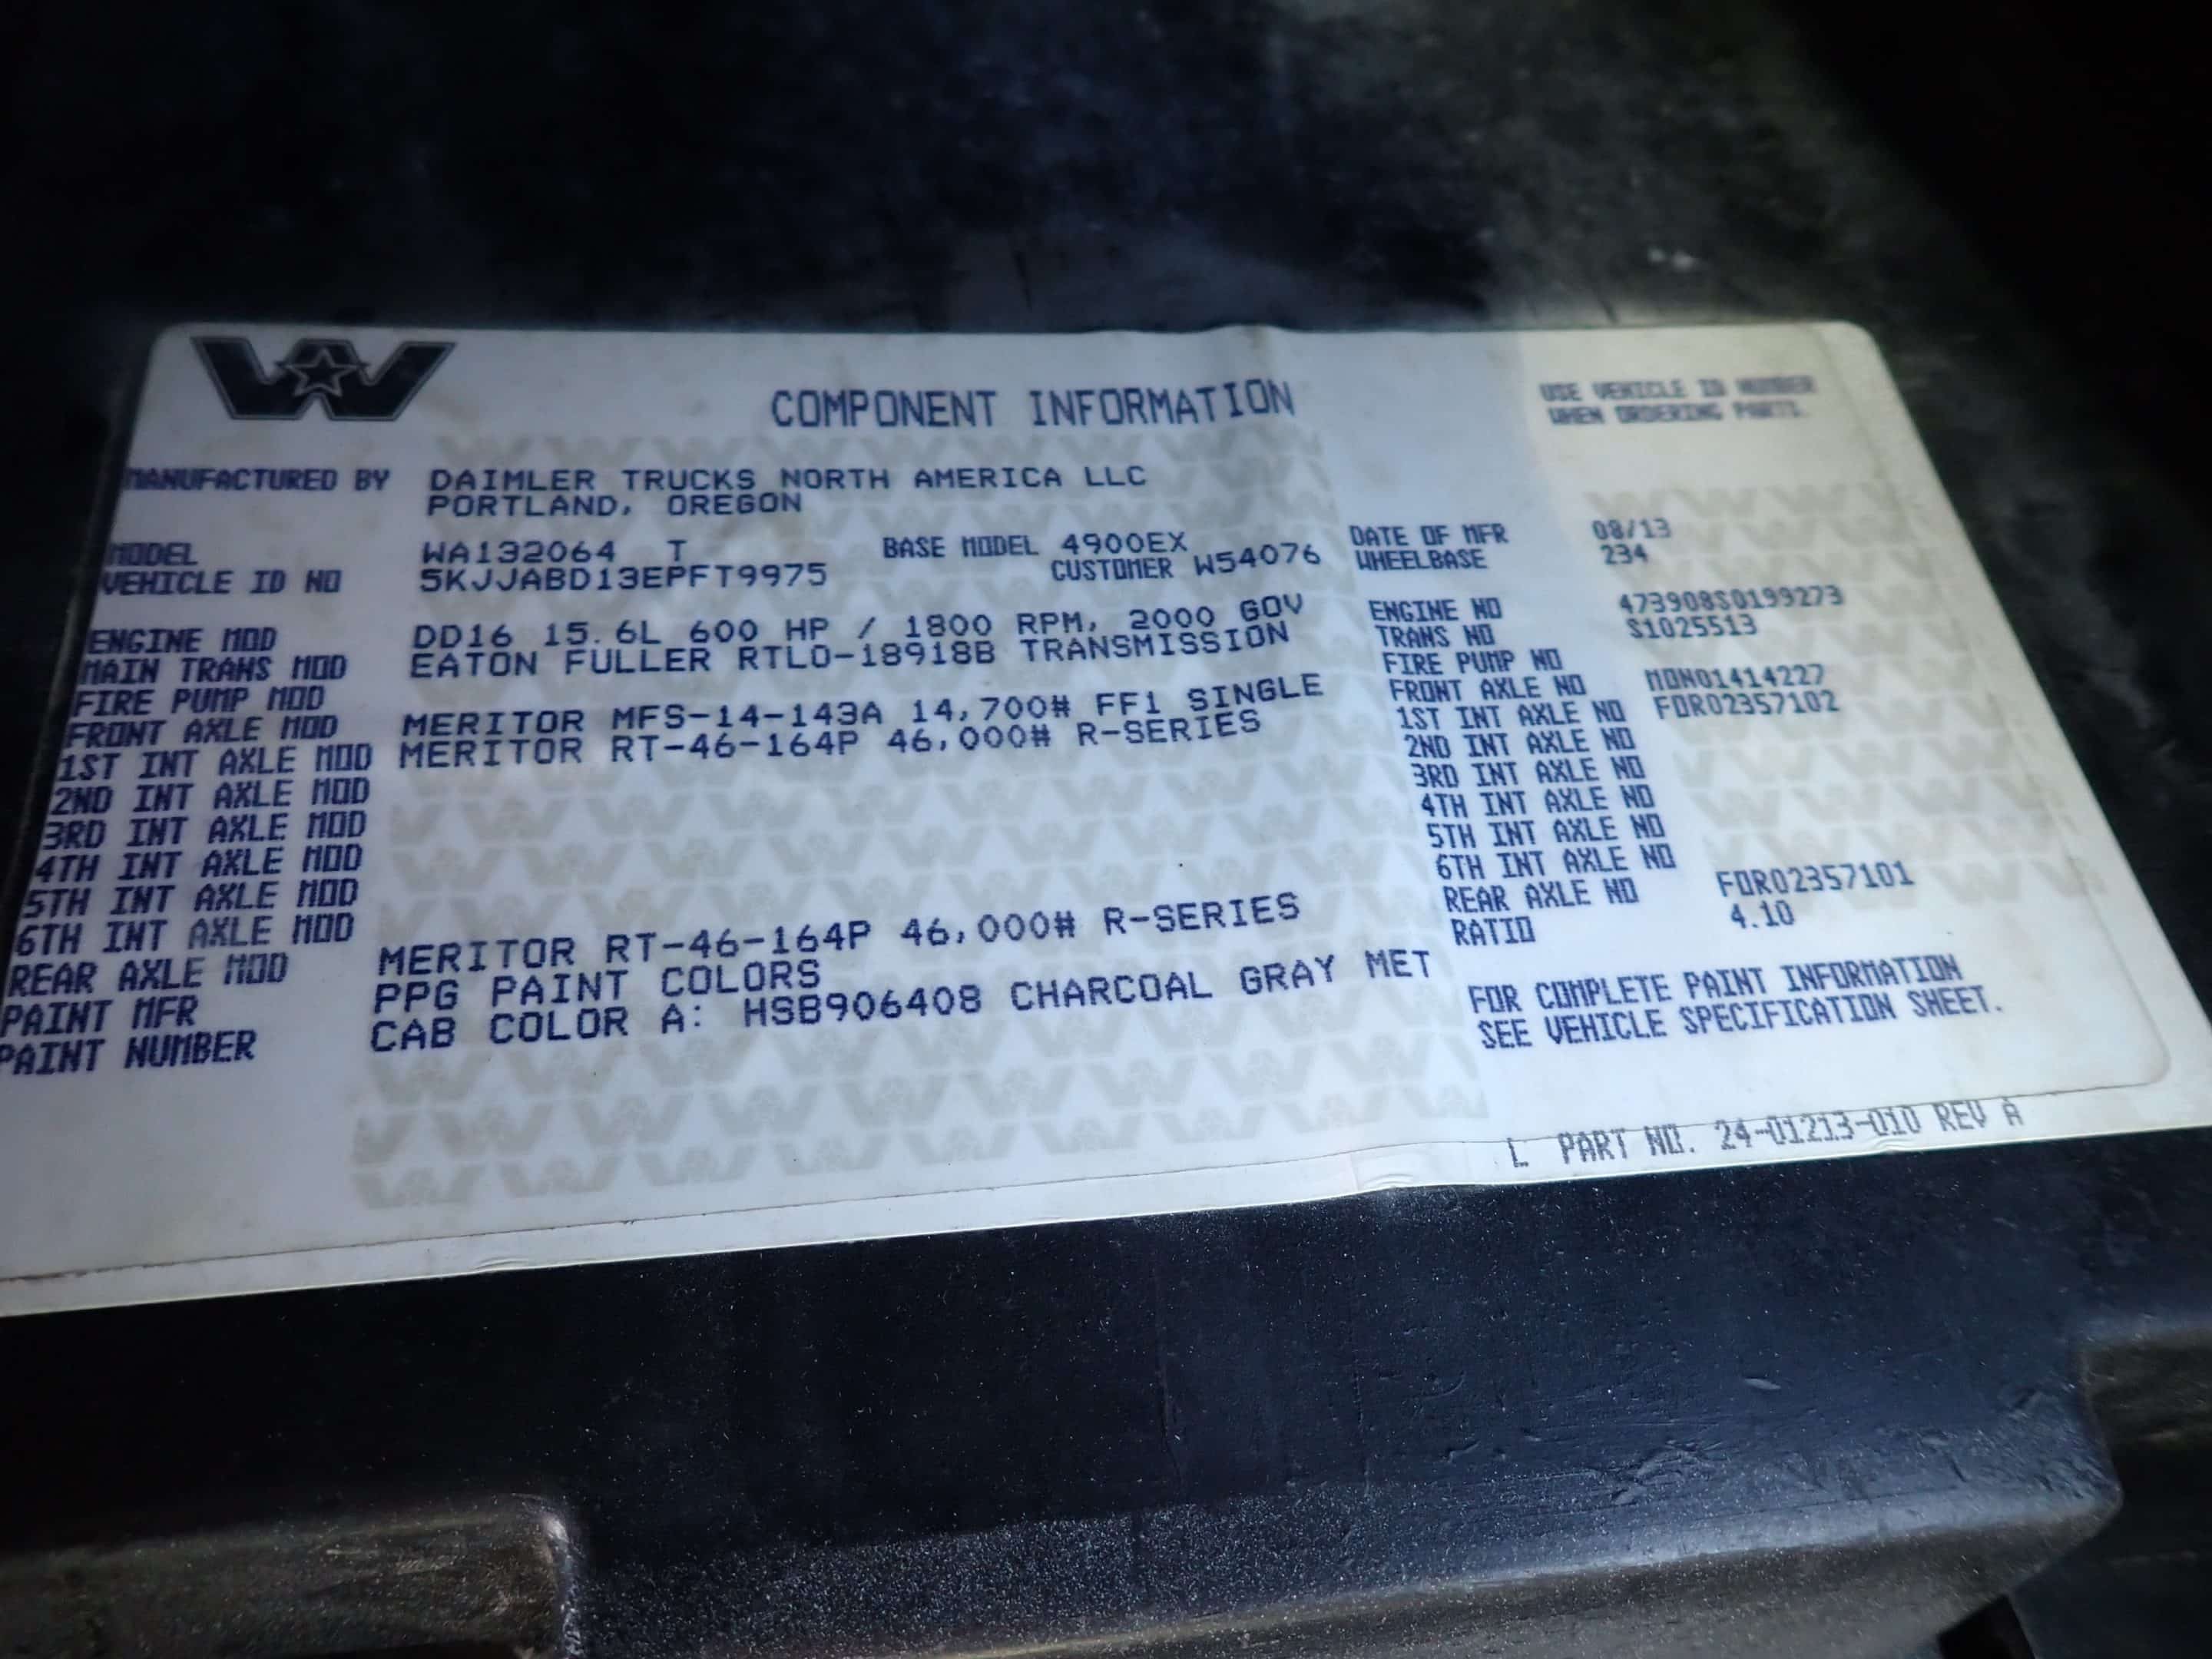 COMPONENT INFORMATION
USE VEHICLE ID NUMBER
WHEN ORDERING PARTS.
MANUFACTURED BY DAIMLER TRUCKS NORTH AMERICA LLC
PORTLAND, OREGON
MODEL WA132064 T BASE MODEL 4900EX DATE OF MFR 08/13
VEHICLE ID NO 5KJJABD13EPFT9975 CUSTOMER W54076 WHEELBASE 234
ENGINE MOD DD16 15.6L 600 HP / 1800 RPM, 2000 GOV ENGINE NO 473908S0199273
MAIN TRANS MOD EATON FULLER RTLO-18918B TRANSMISSION TRANS NO S1025513
FIRE PUMP MOD FIRE PUMP NO
FRONT AXLE MOD MERITOR MFS-14-143A 14,700# FF1 SINGLE FRONT AXLE NO MON01414227
1ST INT AXLE MOD MERITOR RT-46-164P 46,000# R-SERIES 1ST INT AXLE NO FOR02357102
2ND INT AXLE MOD 2ND INT AXLE NO
3RD INT AXLE MOD 3RD INT AXLE NO
4TH INT AXLE MOD 4TH INT AXLE NO
5TH INT AXLE MOD 5TH INT AXLE NO
6TH INT AXLE MOD 6TH INT AXLE NO
REAR AXLE MOD MERITOR RT-46-164P 46,000# R-SERIES REAR AXLE NO FOR02357101
PAINT MFR PPG PAINT COLORS RATIO 4.10
PAINT NUMBER CAB COLOR A: HSB906408 CHARCOAL GRAY MET
FOR COMPLETE PAINT INFORMATION
SEE VEHICLE SPECIFICATION SHEET.
L PART NO. 24-01213-010 REV A